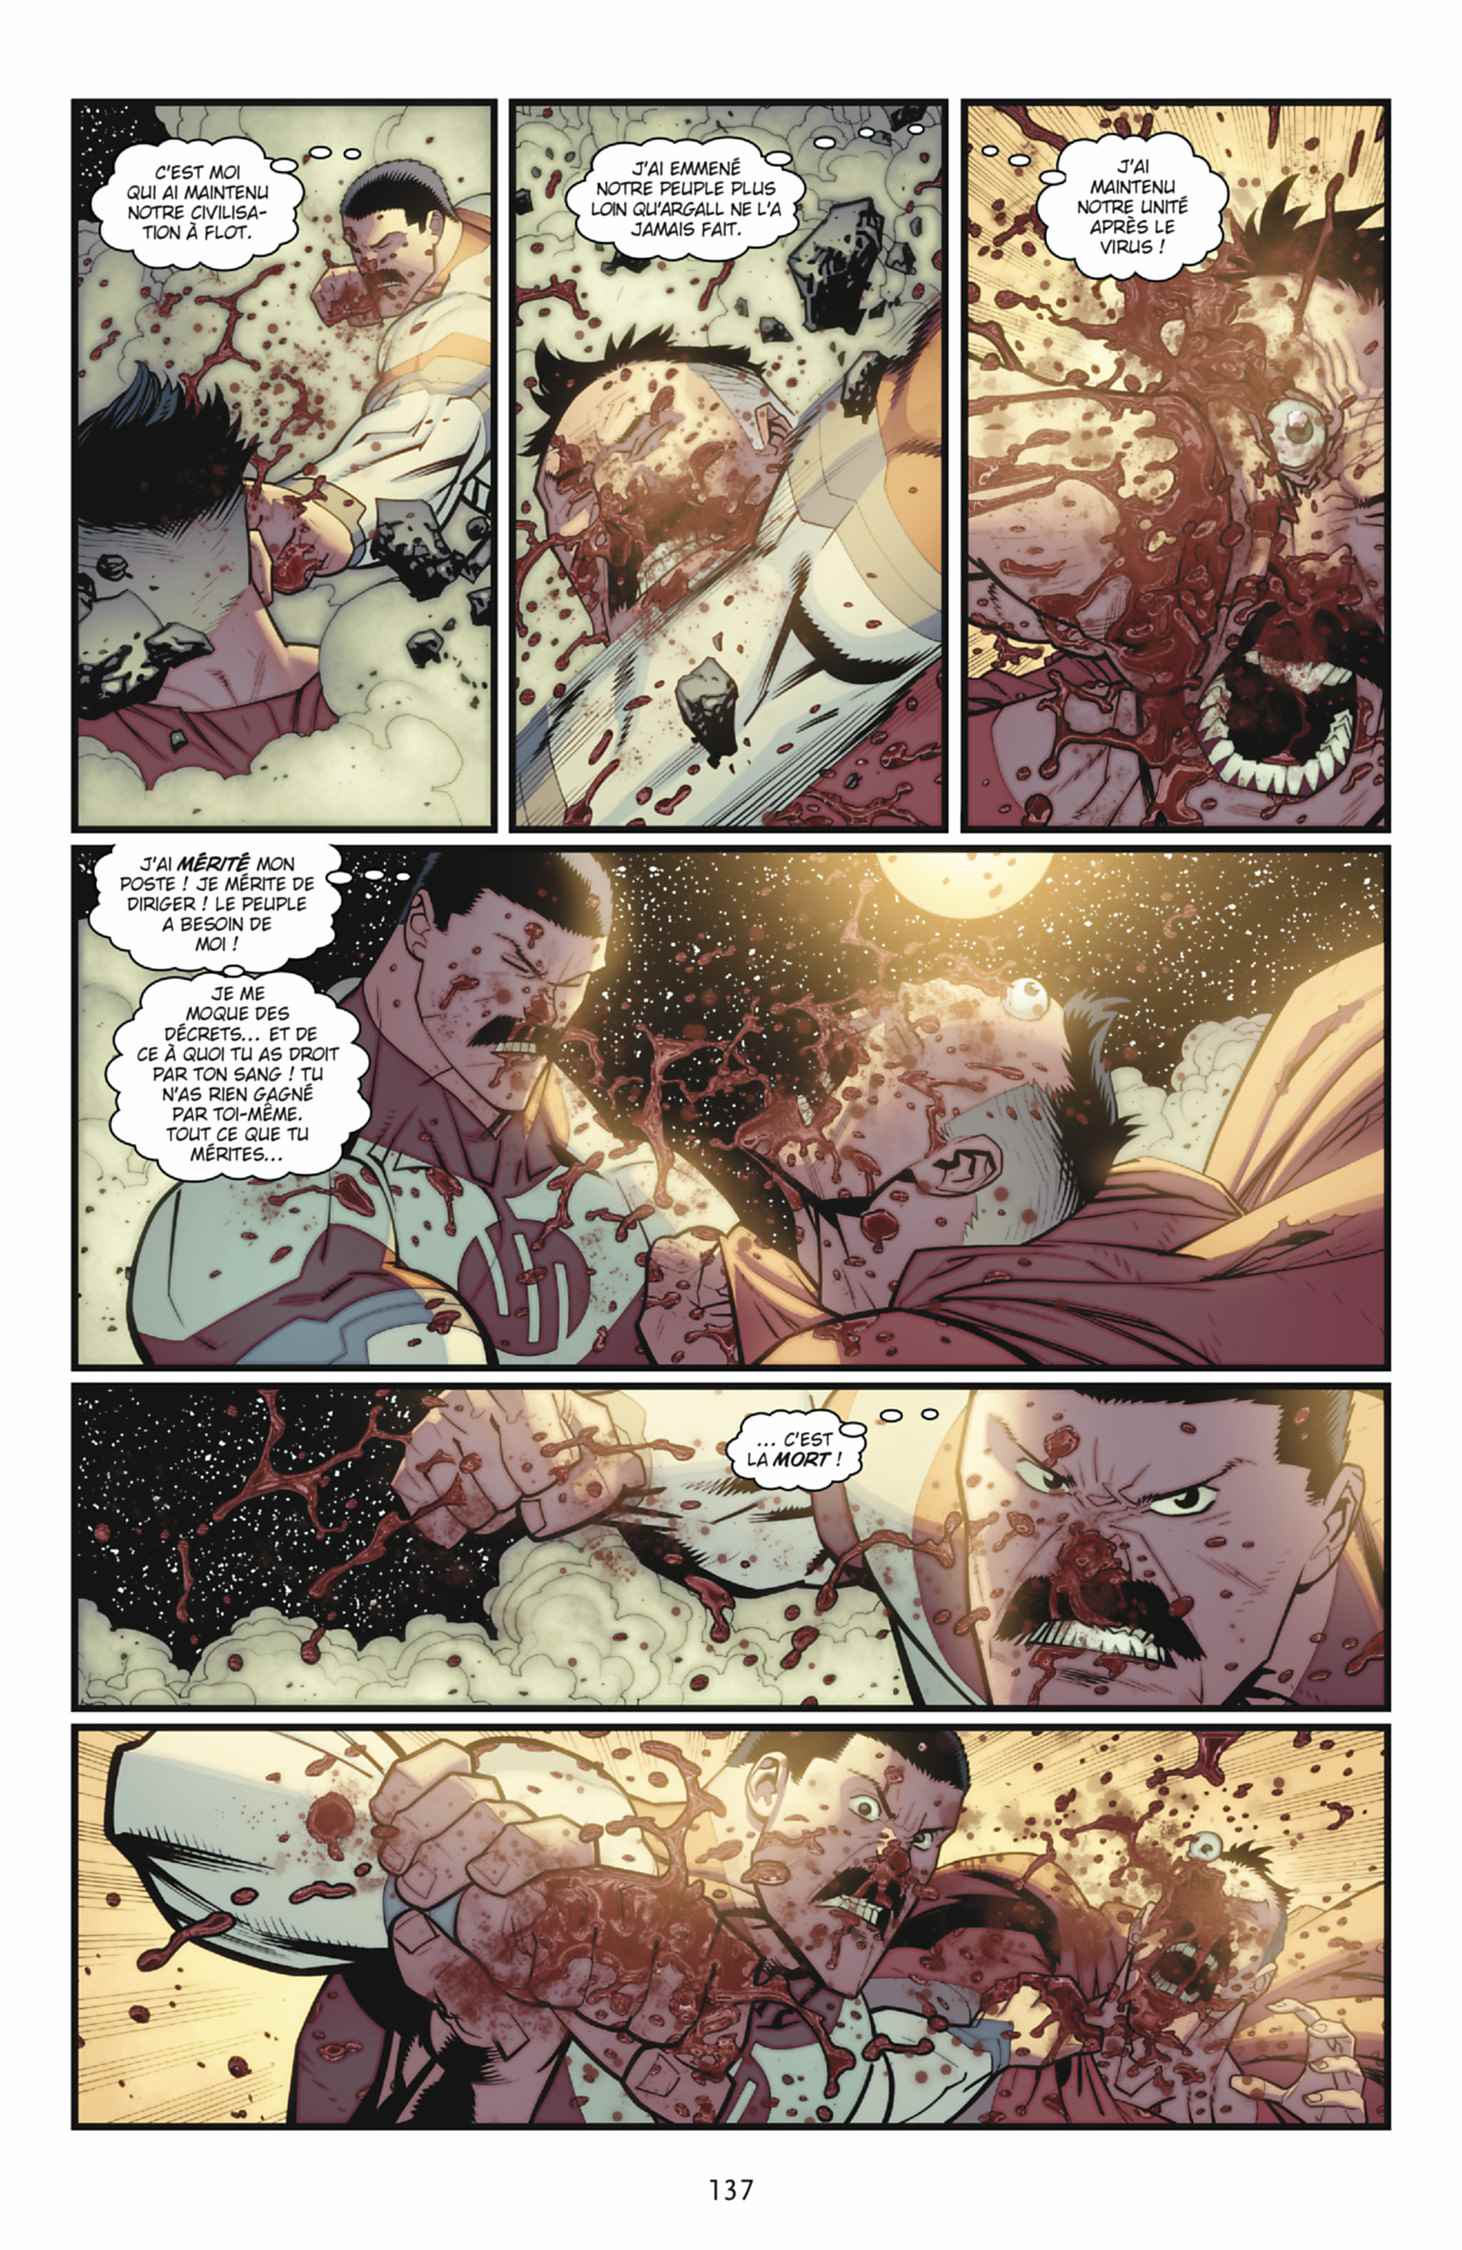 C'EST MOI
QUI AI MAINTENU
NOTRE CIVILISA-
TION À FLOT.
J'AI EMMENÉ
NOTRE PEUPLE PLUS
LOIN QU'ARGALL NE L'A
JAMAIS FAIT.
J'AI
MAINTENU
NOTRE UNITÉ
APRÈS LE
VIRUS !
J'AI MÉRITÉ MON
POSTE ! JE MÉRITE DE
DIRIGER ! LE PEUPLE
A BESOIN DE
MOI !
JE ME
MOQUE DES
DÉCRETS... ET DE
CE À QUOI TU AS DROIT
PAR TON SANG ! TU
N'AS RIEN GAGNÉ
PAR TOI-MÊME.
TOUT CE QUE TU
MÉRITES...
... C'EST
LA MORT !
137